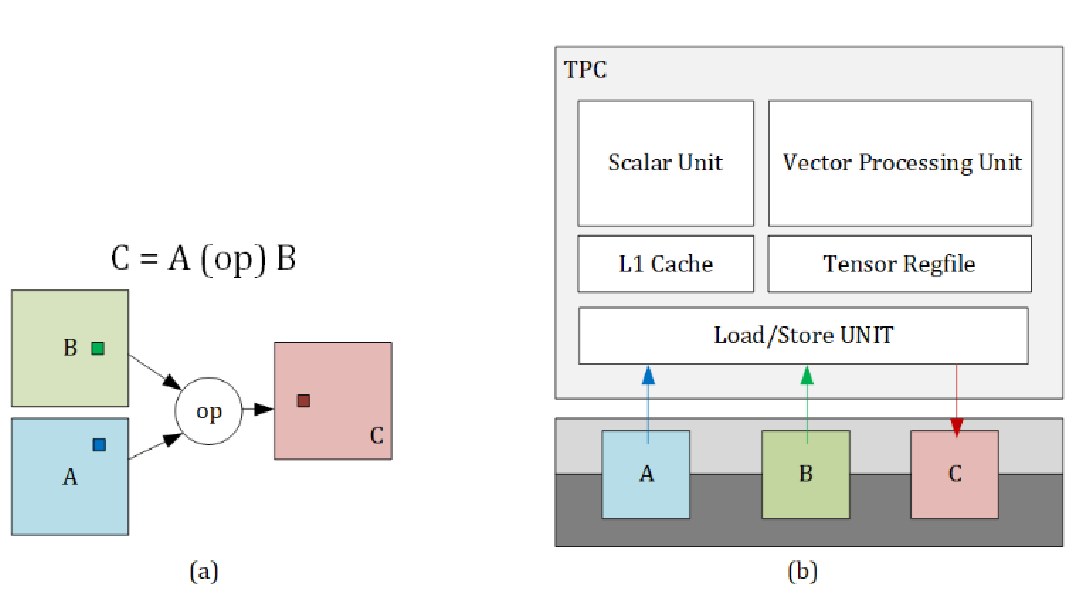 C = A (op) B
B
A
op
C
(a)
TPC
Scalar Unit
Vector Processing Unit
L1 Cache
Tensor Regfile
Load/Store UNIT
A
B
C
(b)